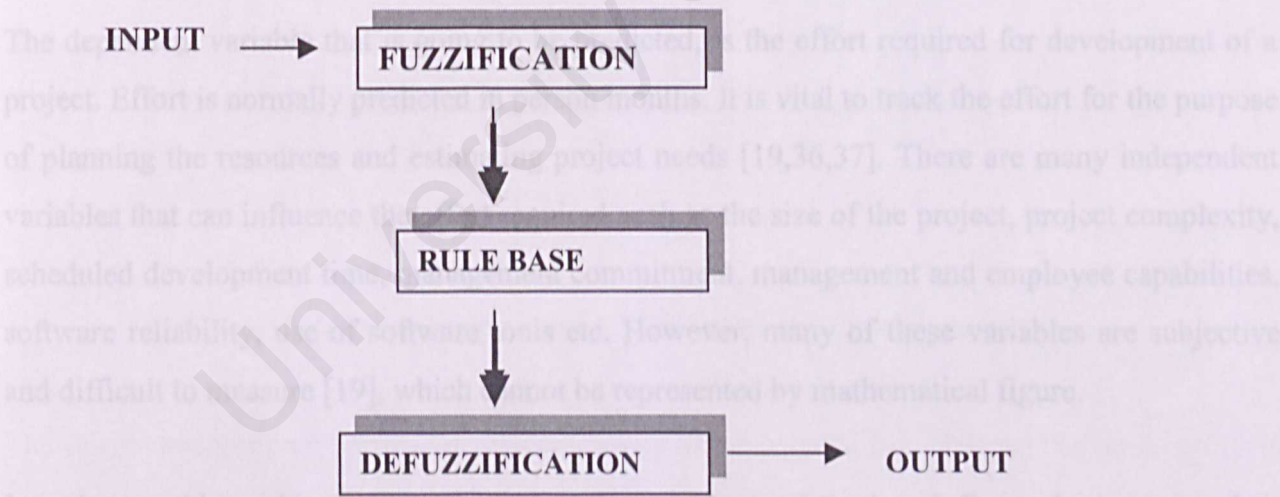 INPUT
FUZZIFICATION
The dependent variable that is going to be predicted, is the effort required for development of a
project. Effort is normally predicted in person-months. It is vital to track the effort for the purpose
of planning the resources and estimating project needs [19,36,37]. There are many independent
variables that can influence the the size of the project, project complexity,
RULE BASE
scheduled development management commitment, management and employee capabilities,
software reliability, use of software tools etc. However, many of these variables are subjective
and difficult to measure [19], which cannot be represented by mathematical figure.
DEFUZZIFICATION
OUTPUT
University